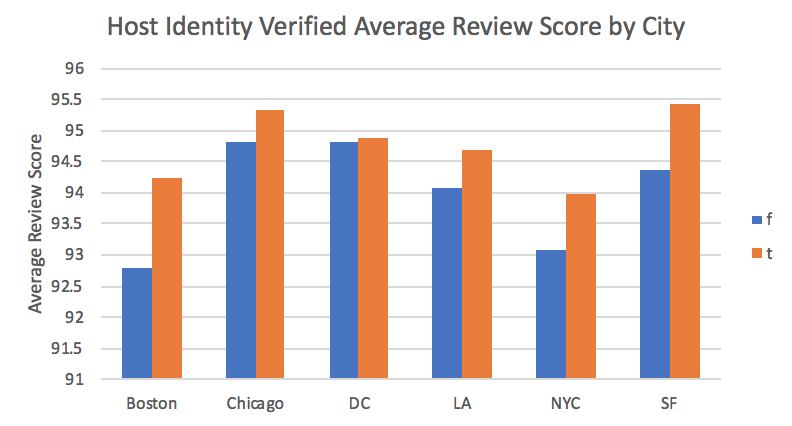 Host Identity Verified Average Review Score by City
Average Review Score
96
95.5
95
94.5
94
93.5
93
92.5
92
91.5
91
Boston Chicago DC LA NYC SF
f
t